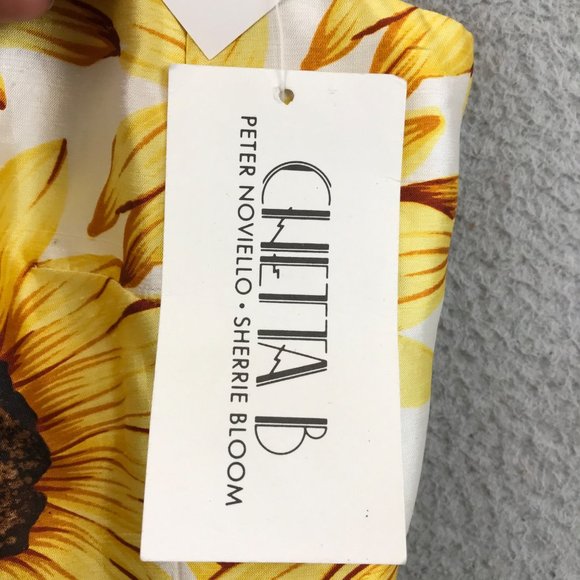 CHETTA B
PETER NOVIELLO • SHERRIE BLOOM